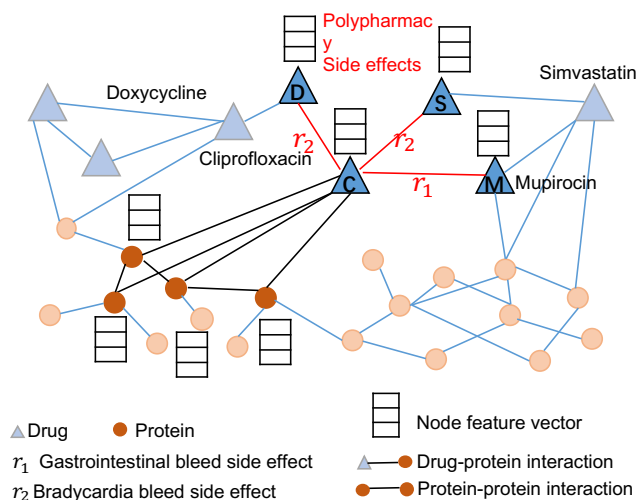 Polypharmac
y
Side effects
Simvastatin
Doxycycline
D
S
r2
r2
Cliprofloxacin
C
r1
M
Mupirocin
Node feature vector
Drug
Protein
r1 Gastrointestinal bleed side effect
Drug-protein interaction
r2 Bradycardia bleed side effect
Protein-protein interaction